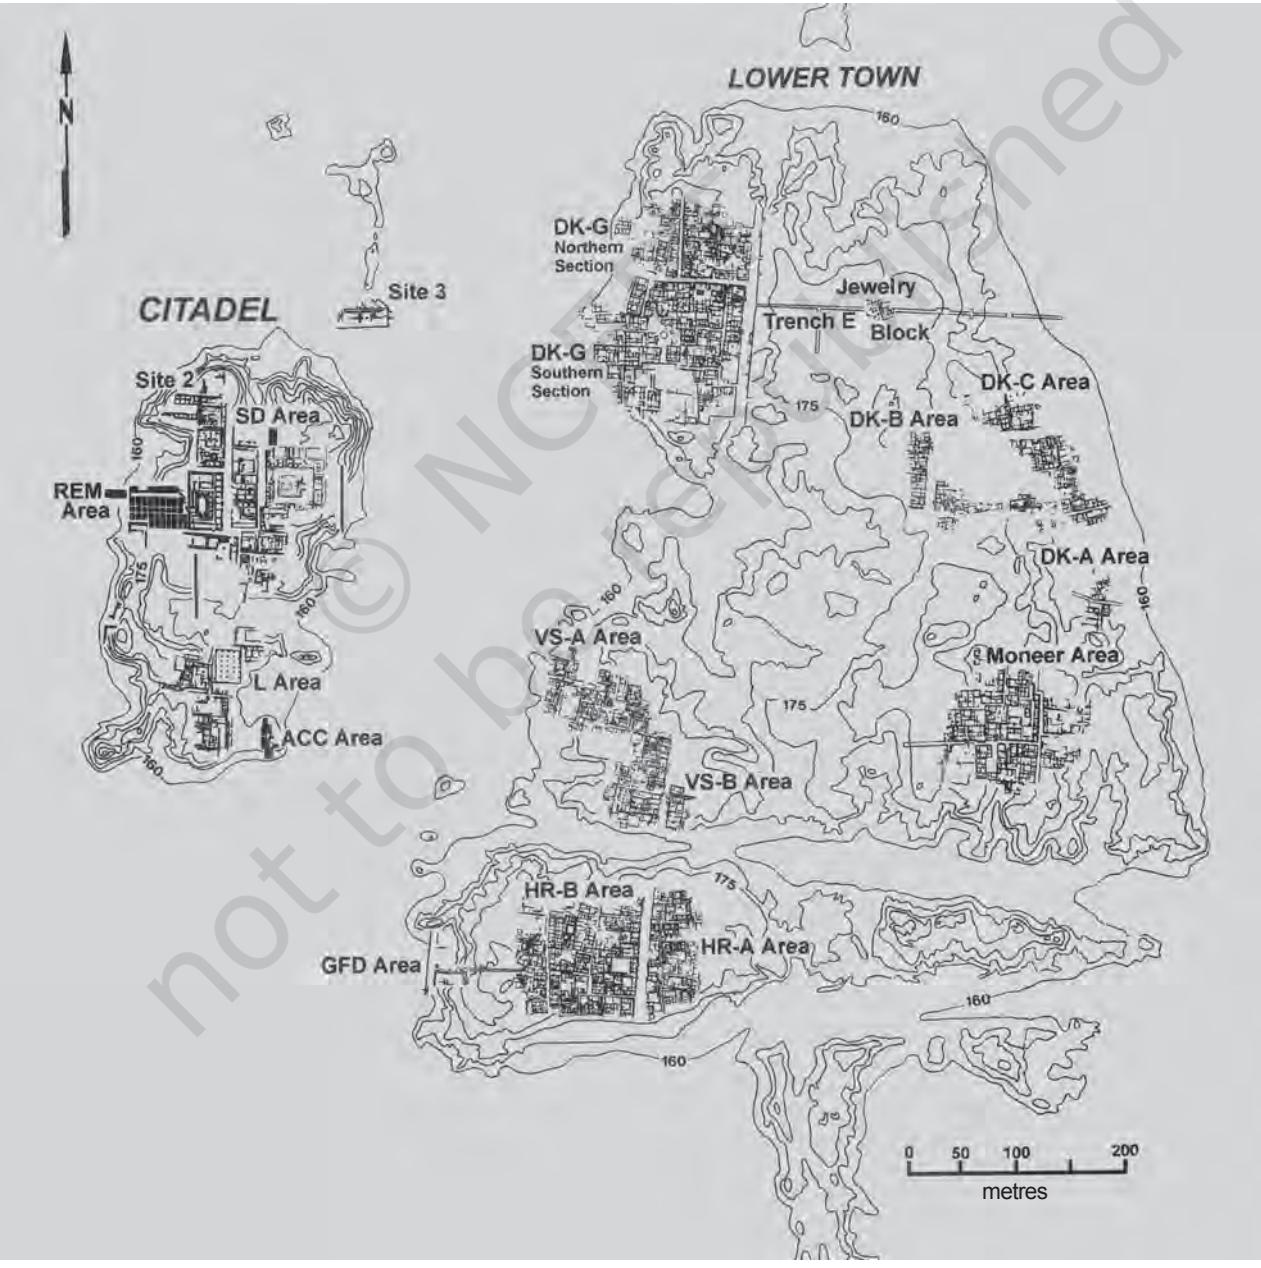 LOWER TOWN
160
N
DK-G
Northern
Section
Jewelry
Site 3
CITADEL
Trench E
Block
DK-G
Southern
Section
Site 2
DK-C Area
175
SD Area
DK-B Area
160
REM
Area
DK-A Area
175
160
160
160
VS-A Area
Moneer Area
L Area
175
ACC Area
160
VS-B Area
175
HR-B Area
HR-A Area
GFD Area
160
160
0 50 100 200
metres
© NCERT
not to be republished